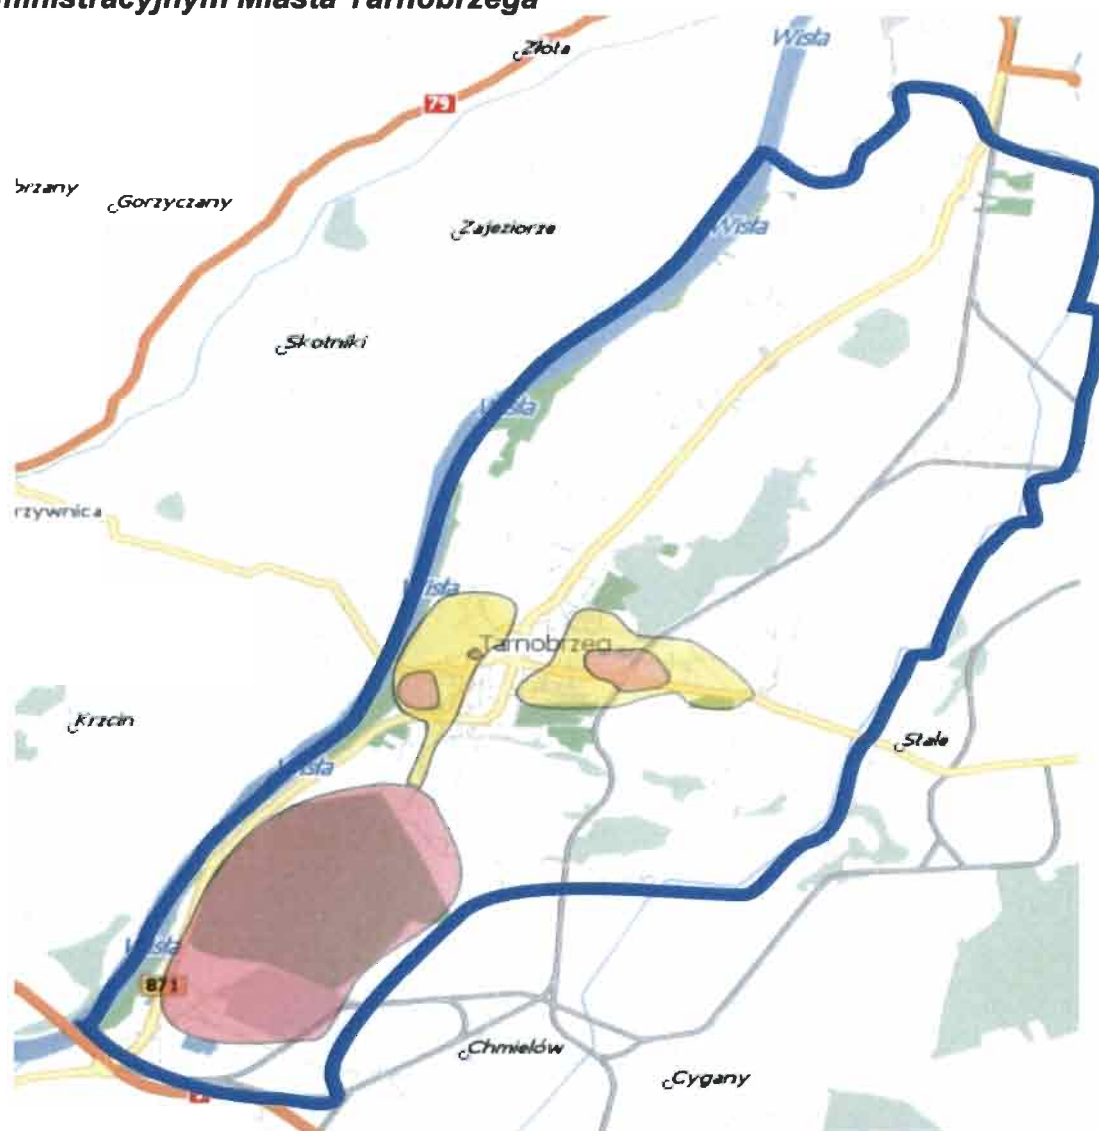 ministracyjnym Miasta Tarnobrzega
Złota
Wisła
79
brzany
Gorzyczany
Zajeziorze
Wisła
Skotniki
Wisła
rzywnica
Wisła
Tarnobrzeg
Krzcin
Stale
Wisła
Wisła
871
Chmielów
Cygany